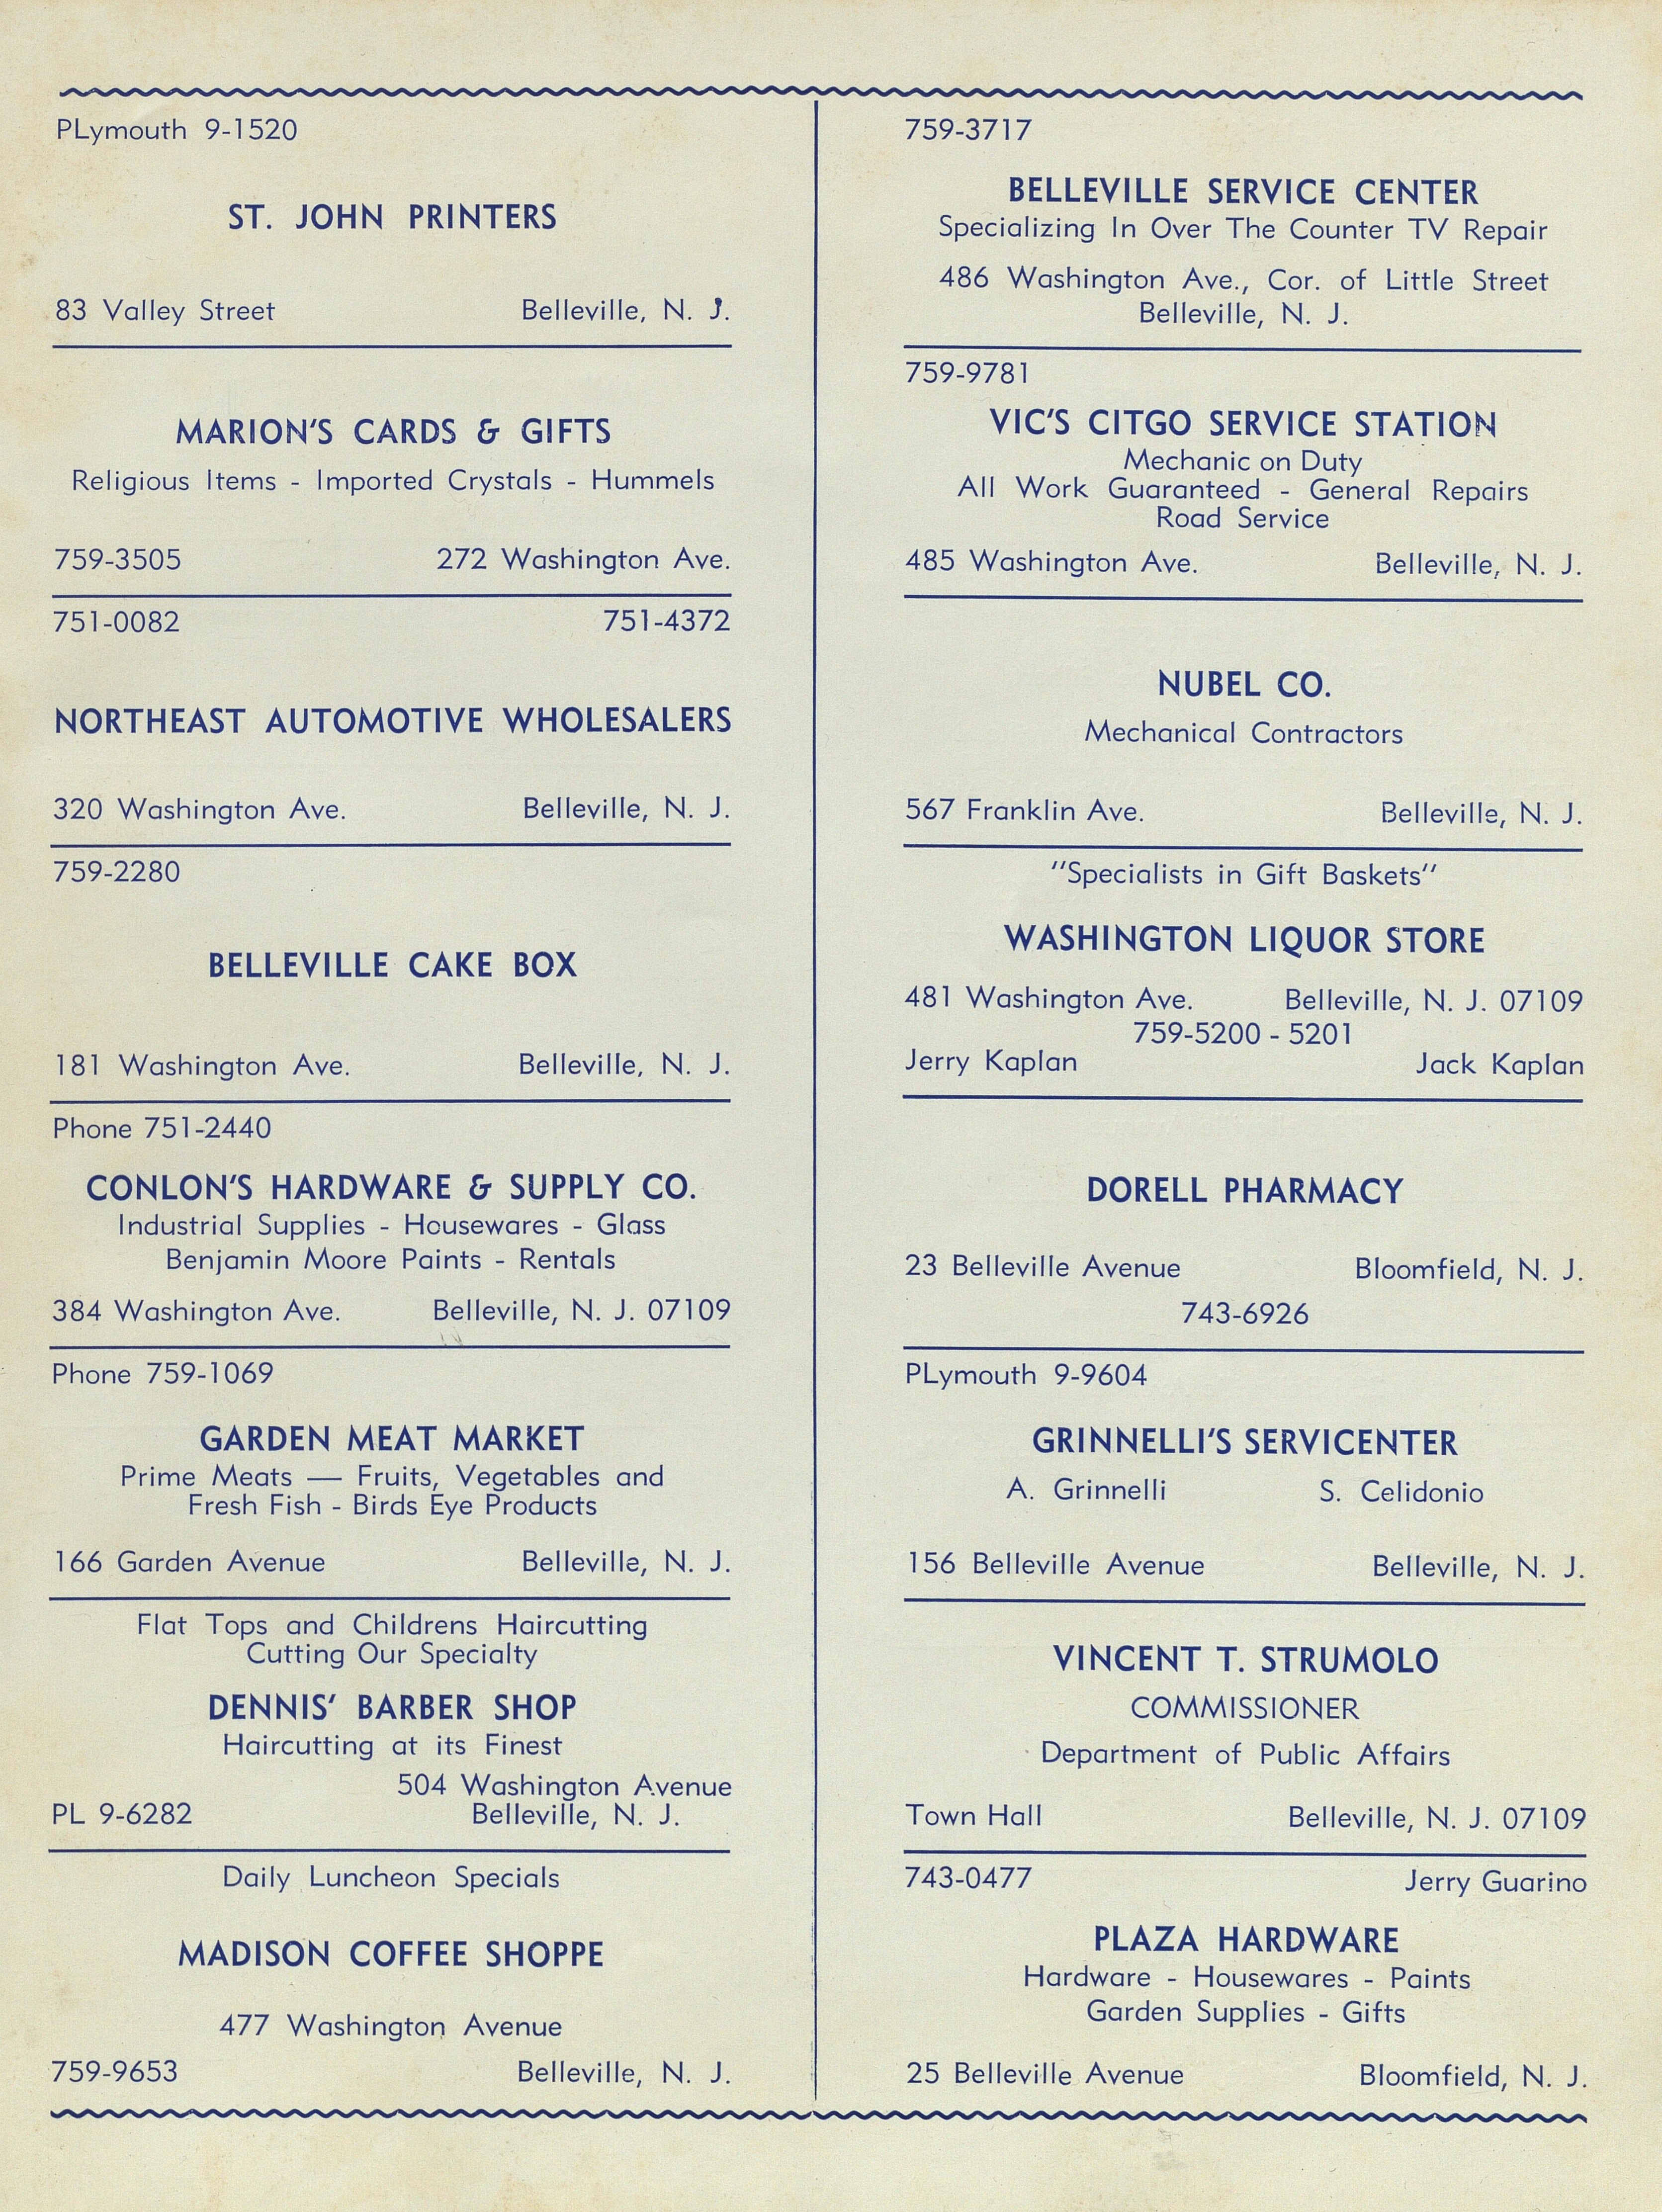 PLymouth 9-1520
ST. JOHN PRINTERS
83 Valley Street Belleville, N. J.
MARION'S CARDS & GIFTS
Religious Items - Imported Crystals - Hummels
759-3505 272 Washington Ave.
751-0082 751-4372
NORTHEAST AUTOMOTIVE WHOLESALERS
320 Washington Ave. Belleville, N. J.
759-2280
BELLEVILLE CAKE BOX
181 Washington Ave. Belleville, N. J.
Phone 751-2440
CONLON'S HARDWARE & SUPPLY CO.
Industrial Supplies - Housewares - Glass
Benjamin Moore Paints - Rentals
384 Washington Ave. Belleville, N. J. 07109
Phone 759-1069
GARDEN MEAT MARKET
Prime Meats — Fruits, Vegetables and
Fresh Fish - Birds Eye Products
166 Garden Avenue Belleville, N. J.
Flat Tops and Childrens Haircutting
Cutting Our Specialty
DENNIS' BARBER SHOP
Haircutting at its Finest
504 Washington Avenue
PL 9-6282 Belleville, N. J.
Daily Luncheon Specials
MADISON COFFEE SHOPPE
477 Washington Avenue
759-9653 Belleville, N. J.
759-3717
BELLEVILLE SERVICE CENTER
Specializing In Over The Counter TV Repair
486 Washington Ave., Cor. of Little Street
Belleville, N. J.
759-9781
VIC'S CITGO SERVICE STATION
Mechanic on Duty
All Work Guaranteed - General Repairs
Road Service
485 Washington Ave. Belleville, N. J.
NUBEL CO.
Mechanical Contractors
567 Franklin Ave. Belleville, N. J.
"Specialists in Gift Baskets"
WASHINGTON LIQUOR STORE
481 Washington Ave. Belleville, N. J. 07109
759-5200 - 5201
Jerry Kaplan Jack Kaplan
DORELL PHARMACY
23 Belleville Avenue Bloomfield, N. J.
743-6926
PLymouth 9-9604
GRINNELLI'S SERVICENTER
A. Grinnelli S. Celidonio
156 Belleville Avenue Belleville, N. J.
VINCENT T. STRUMOLO
COMMISSIONER
Department of Public Affairs
Town Hall Belleville, N. J. 07109
743-0477 Jerry Guarino
PLAZA HARDWARE
Hardware - Housewares - Paints
Garden Supplies - Gifts
25 Belleville Avenue Bloomfield, N. J.